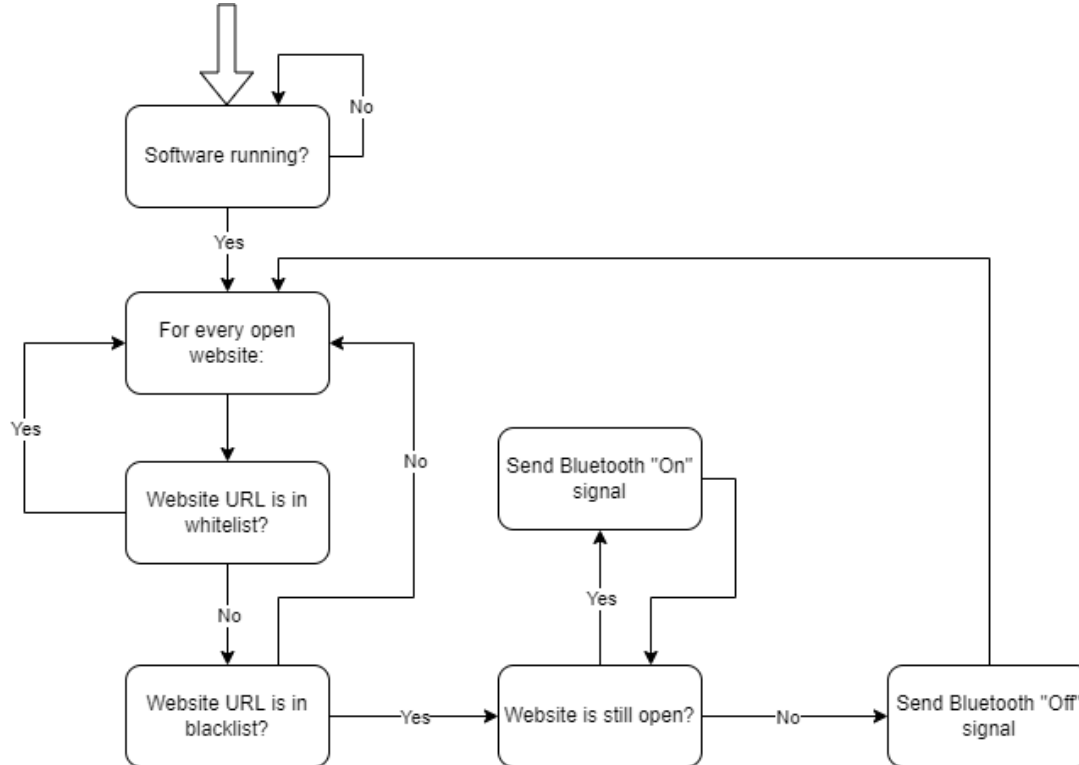 No
Software running?
Yes
For every open
website:
Yes
No
Send Bluetooth "On"
signal
Website URL is in
whitelist?
Yes
No
Website URL is in
blacklist?
Yes
Website is still open?
No
Send Bluetooth "Off"
signal